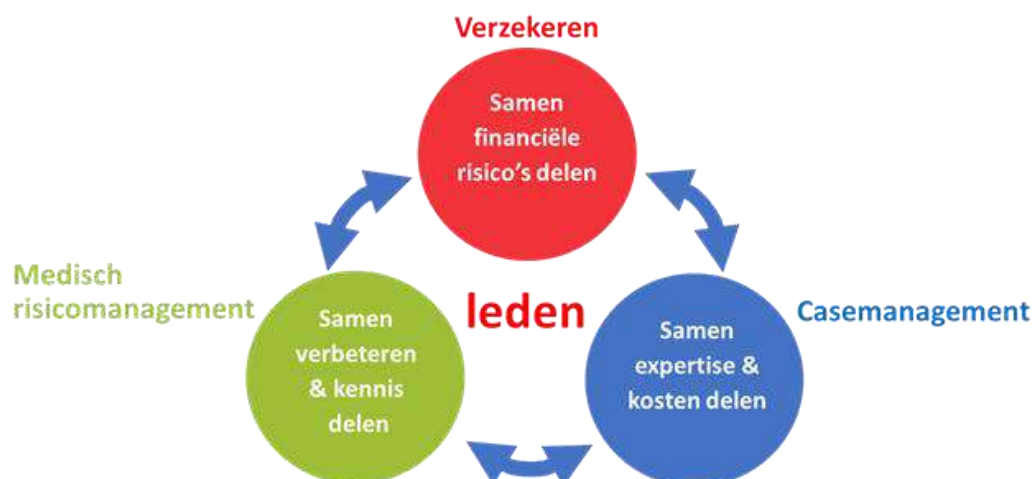 Verzekeren
Samen
financiële
risico's delen
Medisch
risicomanagement
leden
Casemanagement
Samen
verbeteren
& kennis
delen
Samen
expertise &
kosten delen